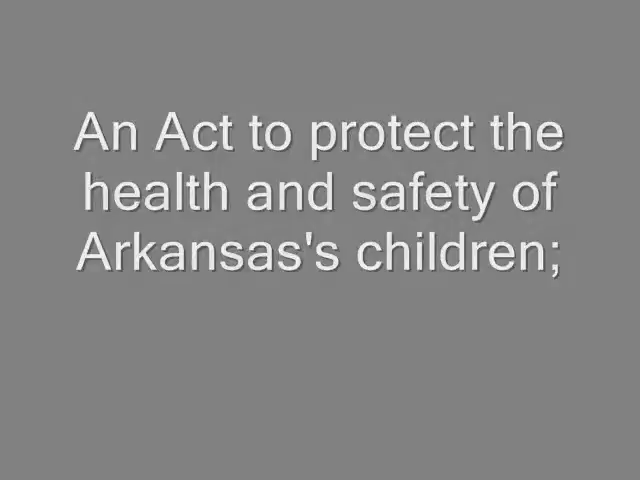 An Act to protect the
health and safety of
Arkansas's children;